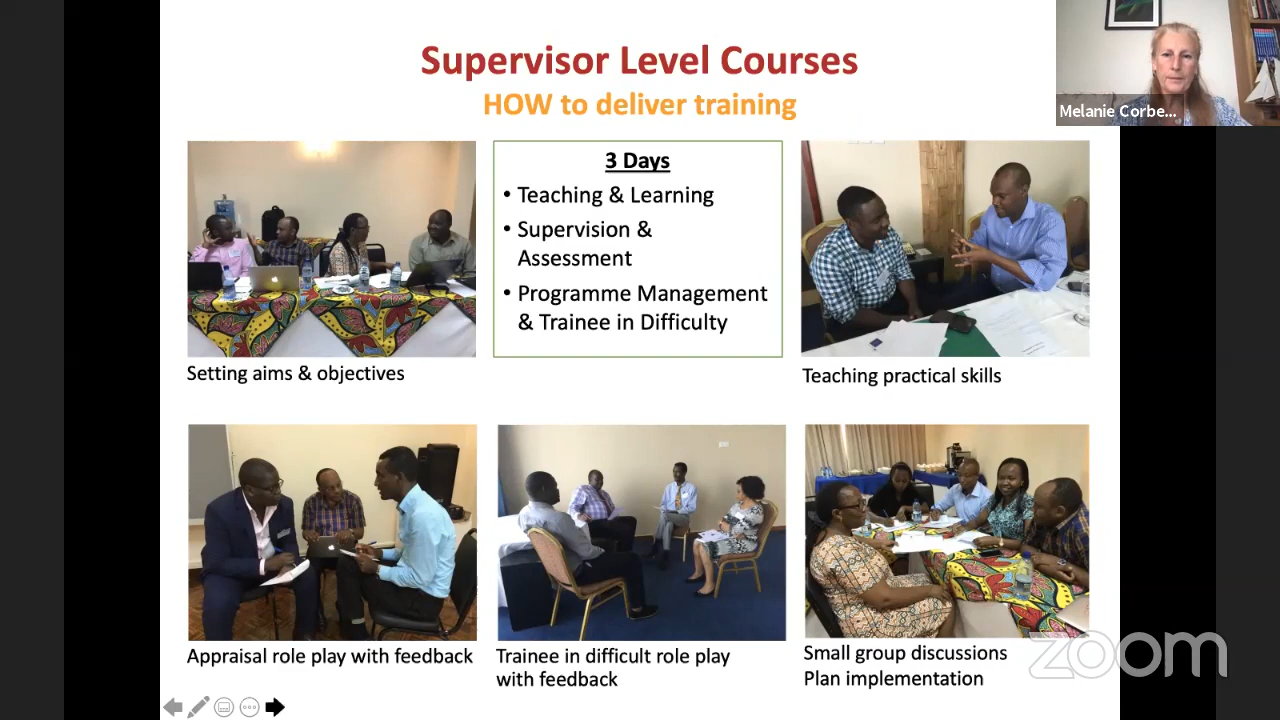 Supervisor Level Courses
HOW to deliver training
Melanie Corbe...
3 Days
• Teaching & Learning
• Supervision &
Assessment
• Programme Management
& Trainee in Difficulty
Setting aims & objectives
Teaching practical skills
Appraisal role play with feedback
Trainee in difficult role play
with feedback
Small group discussions
Plan implementation
zoom